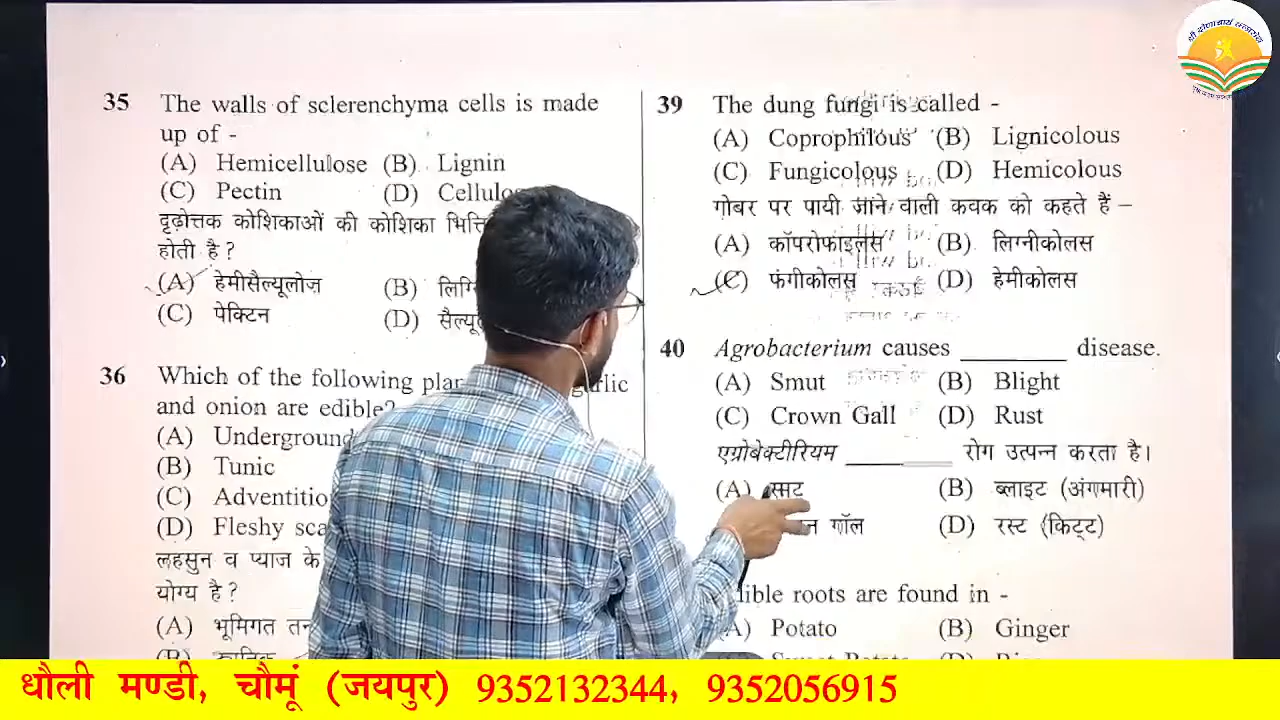 35 The walls of sclerenchyma cells is made
up of -
(A) Hemicellulose (B) Lignin
(C) Pectin (D)
दृढ़ोत्तक कोशिकाओं की कोशिका
होती है ?
(A) हेमीसैल्यूलोज़ (B)
(C) पेक्टिन (D)
36 Which of the following
and onion are edible?
(A) Underground
(B) Tunic
(C)
(D) Fleshy
लहसुन व प्याज के
योग्य है ?
(A) भूमिगत
39 The dung fungi is called -
(A) Coprophilous (B) Lignicolous
(C) Fungicolous (D) Hemicolous
गोबर पर पायी जाने वाली कवक को कहते हैं –
(A) कॉपरोफाइलस (B) लिग्नीकोलस
(C) फंगीकोलस (D) हेमीकोलस
40 Agrobacterium causes ________ disease.
(A) Smut (B) Blight
(C) Crown Gall (D) Rust
एग्रोबेक्टीरियम ________ रोग उत्पन्न करता है।
(A) स्मट (B) ब्लाइट (अंगमारी)
गॉल (D) रस्ट (किट्ट)
roots are found in -
(A) Potato (B) Ginger
धौली मण्डी, चौमूं (जयपुर) 9352132344, 9352056915